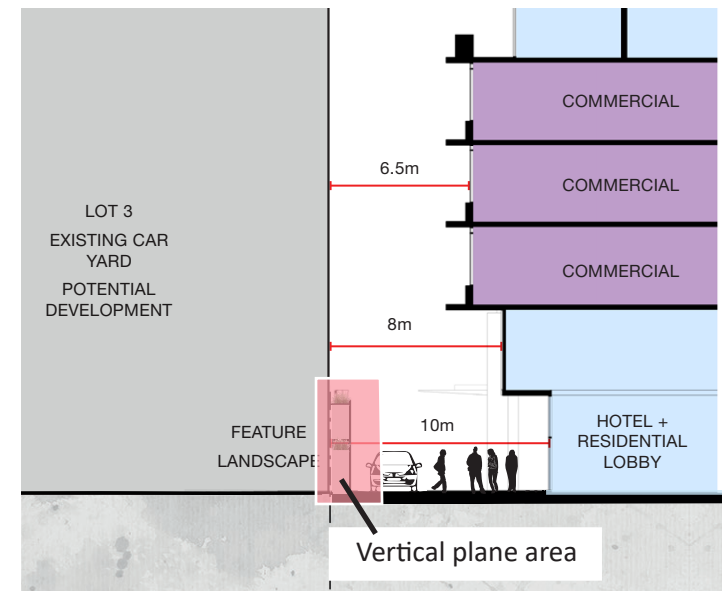 COMMERCIAL
6.5m
COMMERCIAL
LOT 3
EXISTING CAR
YARD
POTENTIAL
DEVELOPMENT
COMMERCIAL
8m
10m
FEATURE
LANDSCAPE
HOTEL +
RESIDENTIAL
LOBBY
Vertical plane area